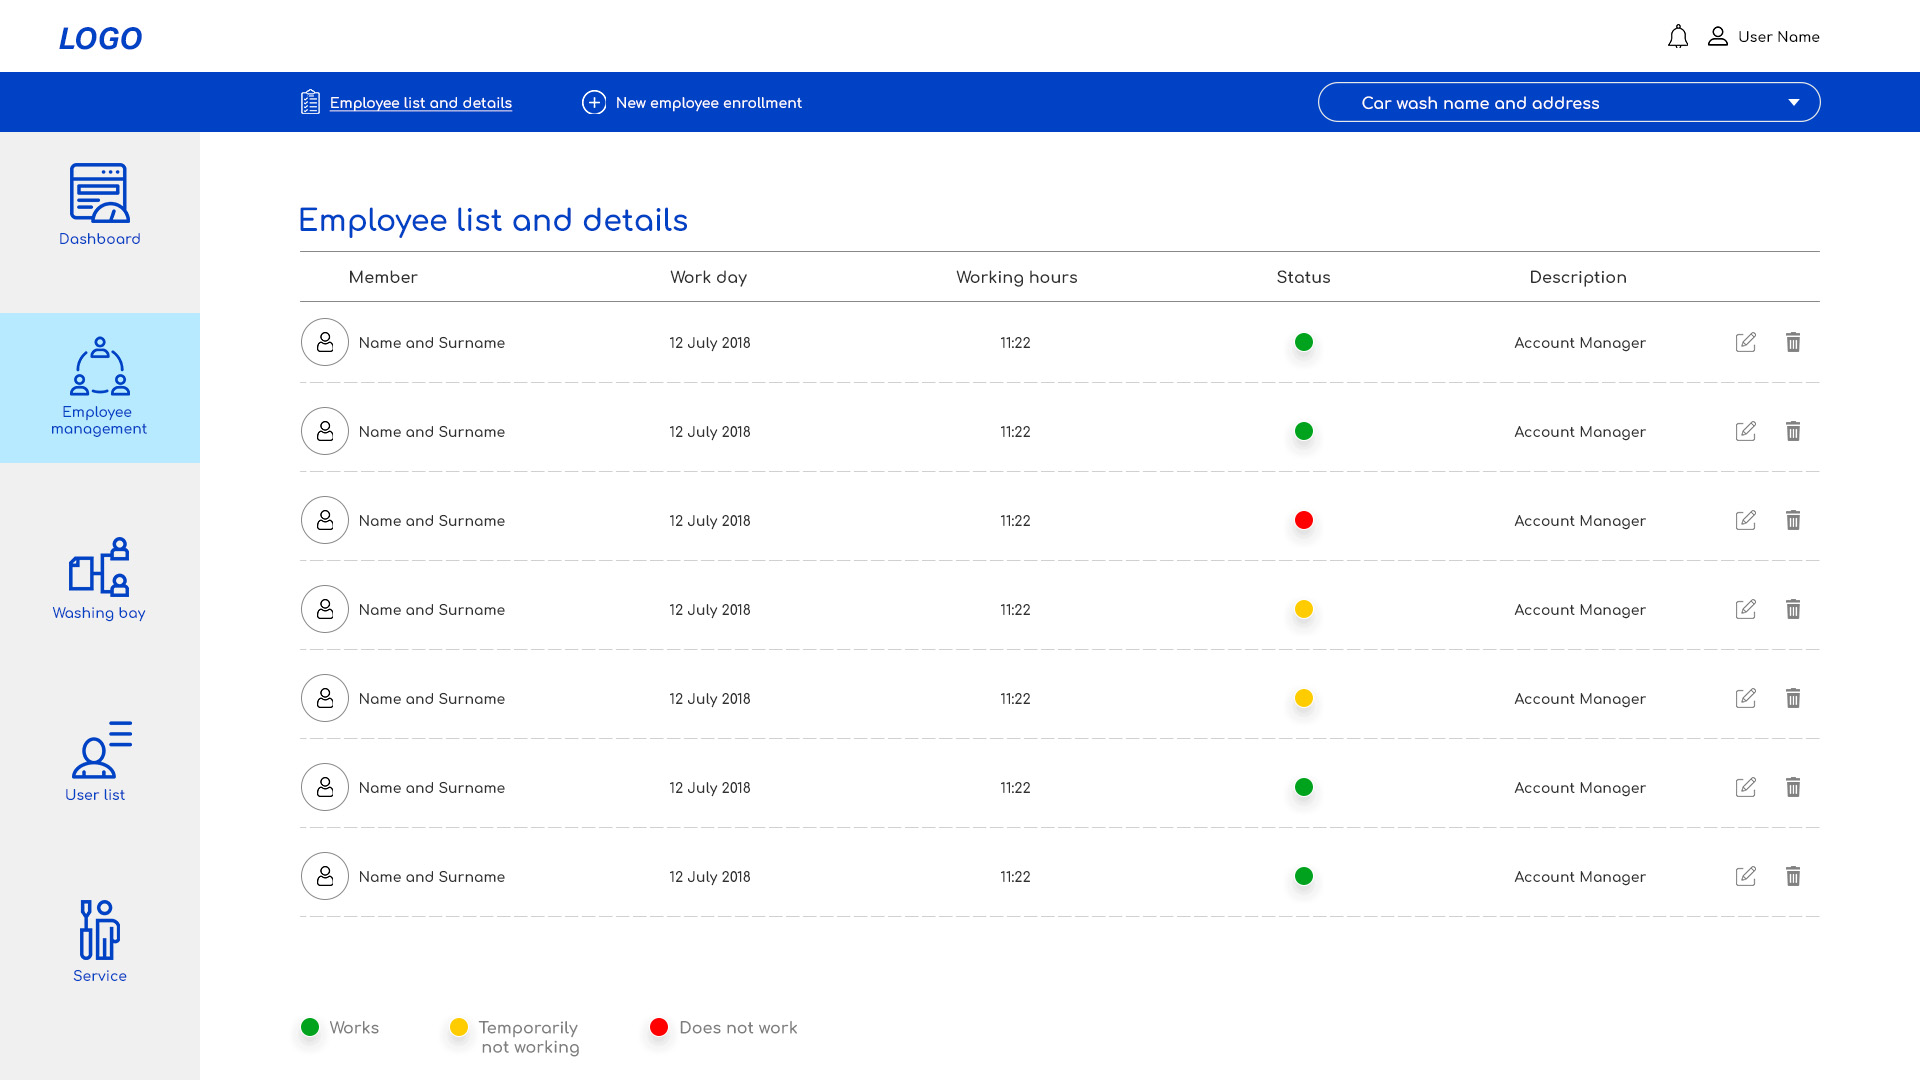 LOGO
User Name
Employee list and details
New employee enrollment
Car wash name and address
Dashboard
Employee
management
Washing bay
User list
Service
Employee list and details
Member Work day Working hours Status Description
Name and Surname 12 July 2018 11:22 Account Manager
Name and Surname 12 July 2018 11:22 Account Manager
Name and Surname 12 July 2018 11:22 Account Manager
Name and Surname 12 July 2018 11:22 Account Manager
Name and Surname 12 July 2018 11:22 Account Manager
Name and Surname 12 July 2018 11:22 Account Manager
Name and Surname 12 July 2018 11:22 Account Manager
Works
Temporarily
not working
Does not work